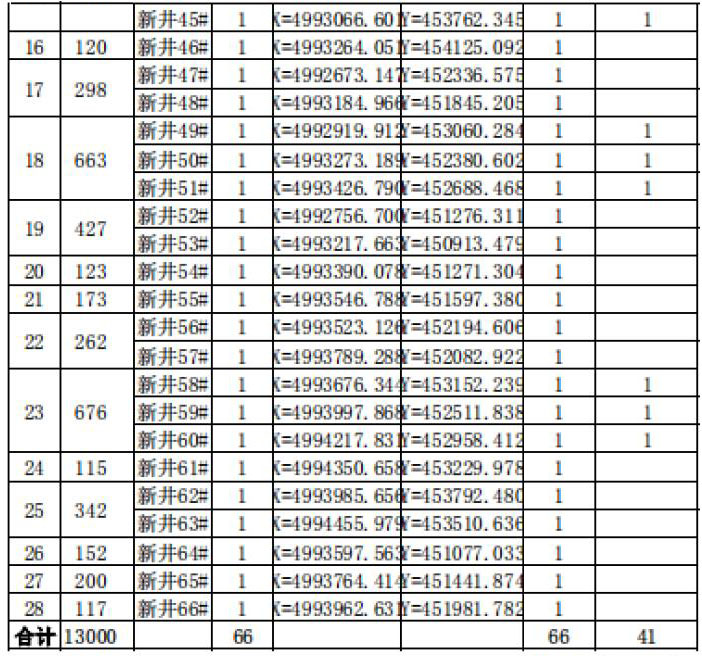 新井45# 1 X=4993066.601 Y=453762.345 1 1
16 120 新井46# 1 X=4993264.051 Y=454125.092 1
17 298 新井47# 1 X=4992673.147 Y=452336.575 1
新井48# 1 X=4993184.966 Y=451845.205 1
18 663 新井49# 1 X=4992919.912 Y=453060.284 1 1
新井50# 1 X=4993273.189 Y=452380.602 1 1
新井51# 1 X=4993426.790 Y=452688.468 1 1
19 427 新井52# 1 X=4992756.700 Y=451276.311 1
新井53# 1 X=4993217.663 Y=450913.479 1
20 123 新井54# 1 X=4993390.078 Y=451271.304 1
21 173 新井55# 1 X=4993546.788 Y=451597.380 1
22 262 新井56# 1 X=4993523.126 Y=452194.606 1
新井57# 1 X=4993789.288 Y=452082.922 1
23 676 新井58# 1 X=4993676.344 Y=453152.239 1 1
新井59# 1 X=4993997.868 Y=452511.838 1 1
新井60# 1 X=4994217.831 Y=452958.412 1 1
24 115 新井61# 1 X=4994350.658 Y=453229.978 1
25 342 新井62# 1 X=4993985.656 Y=453792.480 1
新井63# 1 X=4994455.979 Y=453510.636 1
26 152 新井64# 1 X=4993597.563 Y=451077.033 1
27 200 新井65# 1 X=4993764.414 Y=451441.874 1
28 117 新井66# 1 X=4993962.631 Y=451981.782 1
合计 13000 66 66 41